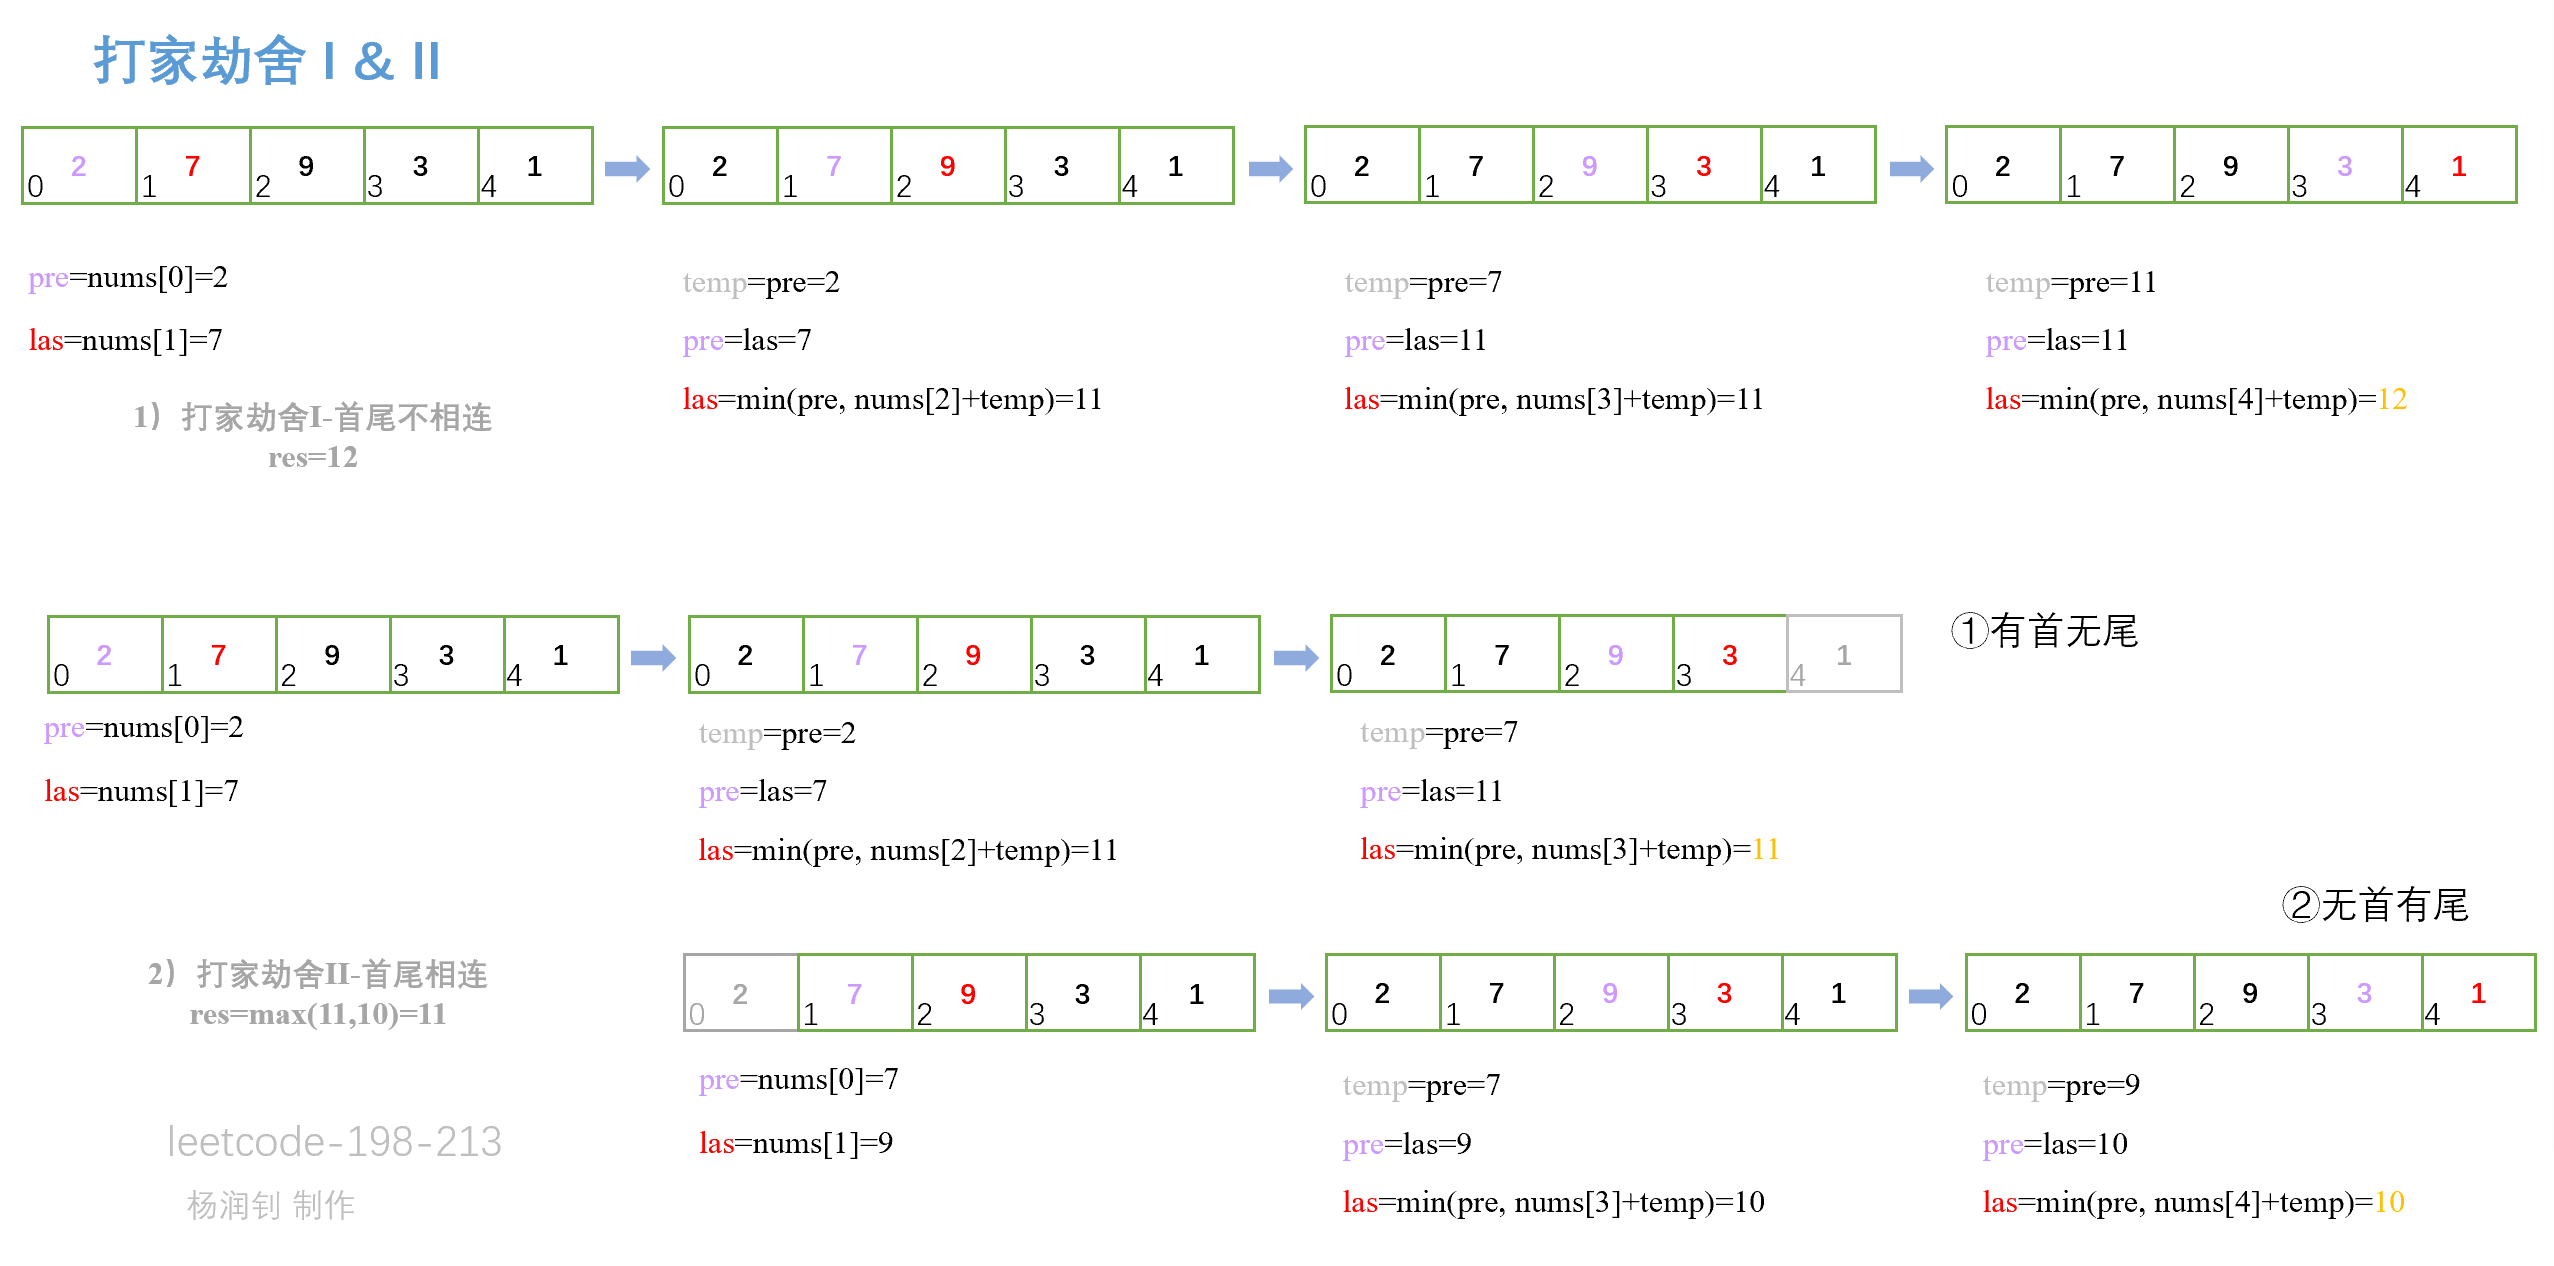 打家劫舍 I & II
2 7 9 3 1
0 1 2 3 4
2 7 9 3 1
0 1 2 3 4
2 7 9 3 1
0 1 2 3 4
2 7 9 3 1
0 1 2 3 4
pre=nums[0]=2
las=nums[1]=7
temp=pre=2
pre=las=7
las=min(pre, nums[2]+temp)=11
temp=pre=7
pre=las=11
las=min(pre, nums[3]+temp)=11
temp=pre=11
pre=las=11
las=min(pre, nums[4]+temp)=12
1）打家劫舍I-首尾不相连
res=12
2 7 9 3 1
0 1 2 3 4
2 7 9 3 1
0 1 2 3 4
2 7 9 3 1
0 1 2 3 4
①有首无尾
pre=nums[0]=2
las=nums[1]=7
temp=pre=2
pre=las=7
las=min(pre, nums[2]+temp)=11
temp=pre=7
pre=las=11
las=min(pre, nums[3]+temp)=11
②无首有尾
2）打家劫舍II-首尾相连
res=max(11,10)=11
2 7 9 3 1
0 1 2 3 4
2 7 9 3 1
0 1 2 3 4
2 7 9 3 1
0 1 2 3 4
pre=nums[0]=7
las=nums[1]=9
temp=pre=7
pre=las=9
las=min(pre, nums[3]+temp)=10
temp=pre=9
pre=las=10
las=min(pre, nums[4]+temp)=10
leetcode-198-213
杨润钊 制作